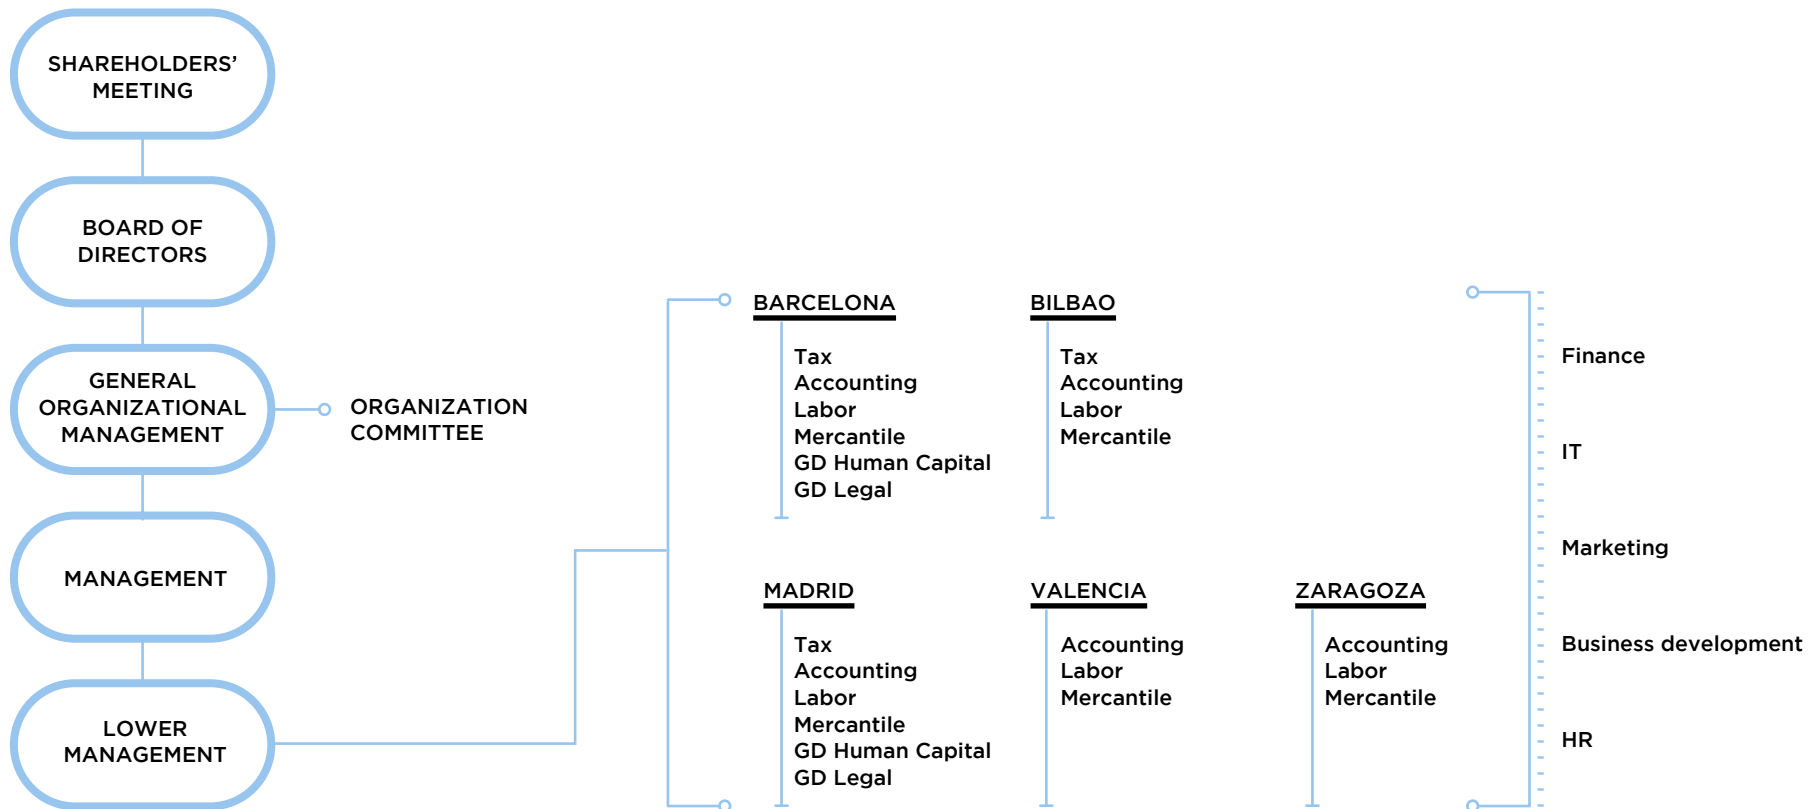 SHAREHOLDERS’
MEETING
BOARD OF
DIRECTORS
GENERAL
ORGANIZATIONAL
MANAGEMENT
ORGANIZATION
COMMITTEE
MANAGEMENT
LOWER
MANAGEMENT
BARCELONA
Tax
Accounting
Labor
Mercantile
GD Human Capital
GD Legal
BILBAO
Tax
Accounting
Labor
Mercantile
MADRID
Tax
Accounting
Labor
Mercantile
GD Human Capital
GD Legal
VALENCIA
Accounting
Labor
Mercantile
ZARAGOZA
Accounting
Labor
Mercantile
Finance
IT
Marketing
Business development
HR